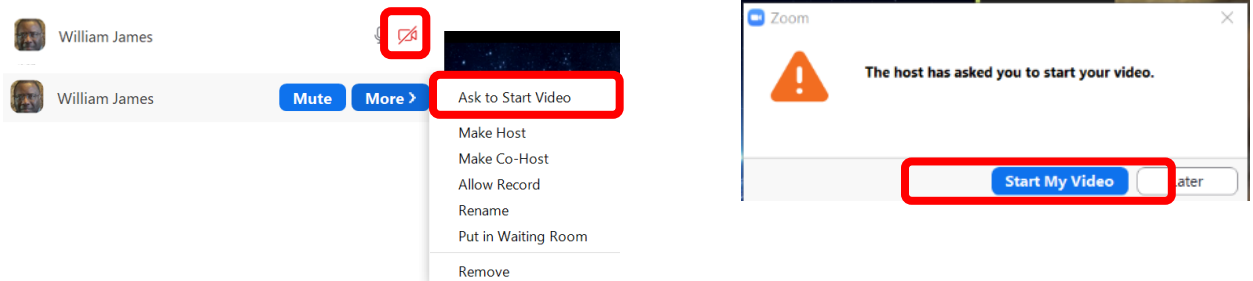 William James
William James
Mute
More >
Ask to Start Video
Make Host
Make Co-Host
Allow Record
Rename
Put in Waiting Room
Remove
Zoom
The host has asked you to start your video.
Start My Video
ater